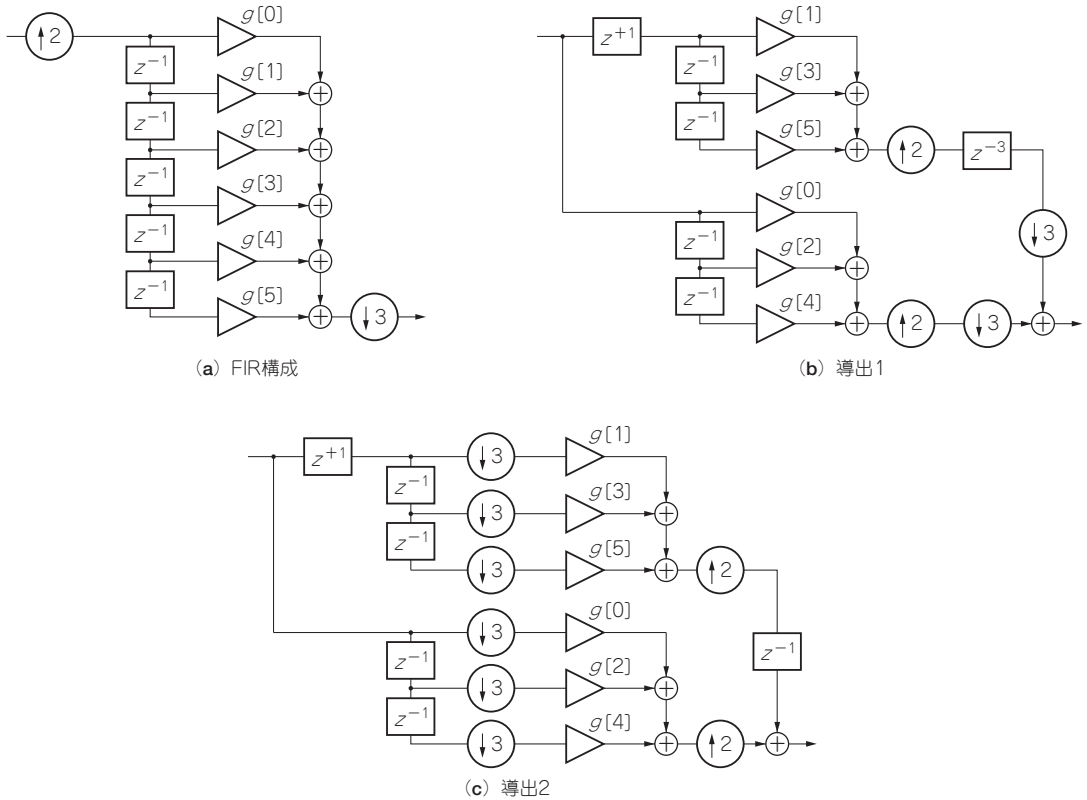 ↑2
g[0]
z⁻¹
g[1]
z⁻¹
g[2]
z⁻¹
g[3]
z⁻¹
g[4]
z⁻¹
g[5]
↓3
(a) FIR構成
z⁺¹
g[1]
z⁻¹
g[3]
z⁻¹
g[5]
↑2
z⁻³
↓3
g[0]
z⁻¹
g[2]
z⁻¹
g[4]
↑2
↓3
(b) 導出1
z⁺¹
↓3
g[1]
z⁻¹
↓3
g[3]
z⁻¹
↓3
g[5]
↑2
z⁻¹
↓3
g[0]
z⁻¹
↓3
g[2]
z⁻¹
↓3
g[4]
↑2
(c) 導出2